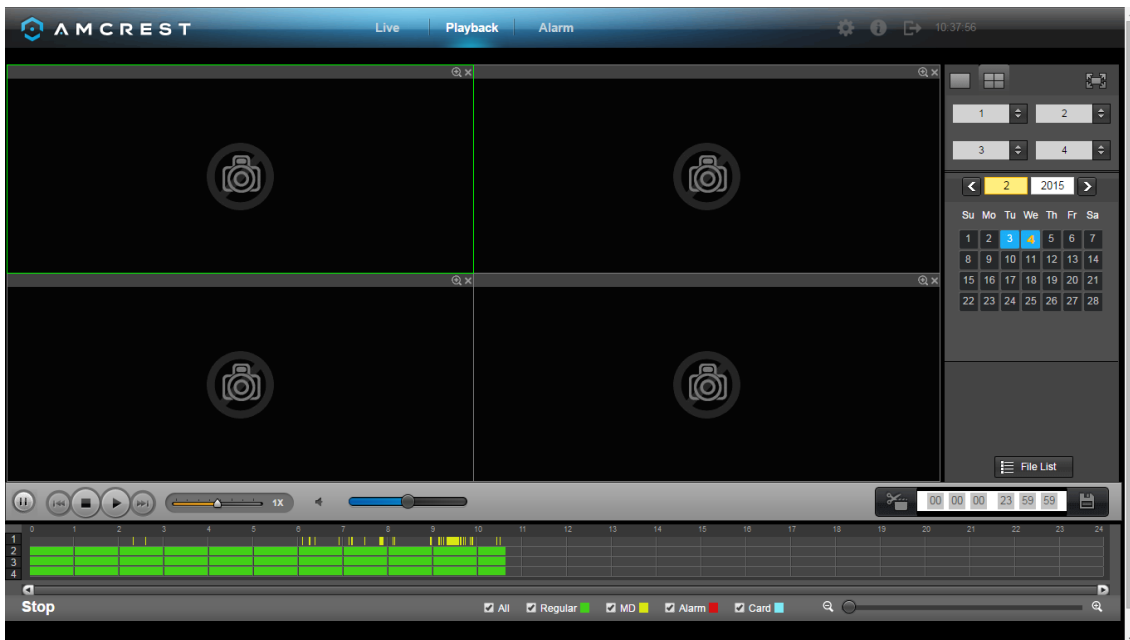 AMCREST Live Playback Alarm 10:37:56
1 2
3 4
2 2015
Su Mo Tu We Th Fr Sa
1 2 3 4 5 6 7
8 9 10 11 12 13 14
15 16 17 18 19 20 21
22 23 24 25 26 27 28
File List
1X 00 00 00 23 59 59
0 1 2 3 4 5 6 7 8 9 10 11 12 13 14 15 16 17 18 19 20 21 22 23 24
1
2
3
4
Stop All Regular MD Alarm Card